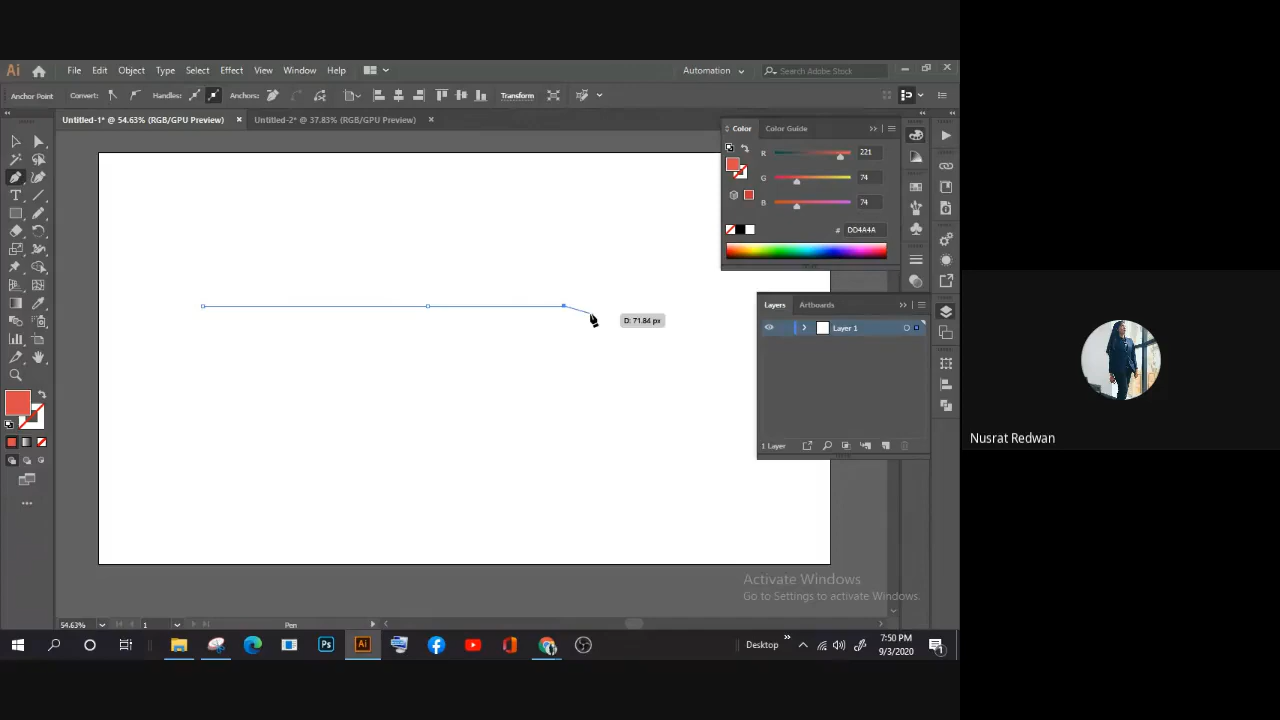 Ai File Edit Object Type Select Effect View Window Help Automation Search Adobe Stock
Anchor Point Convert: Handles: Anchors: Transform
Untitled-1* @ 54.63% (RGB/GPU Preview) × Untitled-2* @ 37.83% (RGB/GPU Preview) ×
Color Color Guide
R 221
G 74
B 74
# DD4A4A
Layers Artboards
Layer 1
D: 71.84 px
1 Layer
Nusrat Redwan
Activate Windows
Go to Settings to activate Windows.
54.63% 1 Pen
Ps Ai Desktop 7:50 PM
9/3/2020